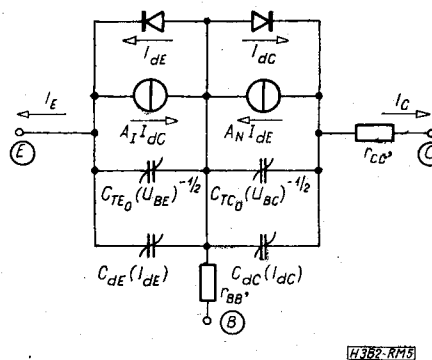 I_dE I_dC
I_E I_C
A_I I_dC A_N I_dE
E C
r_CC'
C_TE0 (U_BE)^-1/2 C_TC0 (U_BC)^-1/2
C_dE (I_dE) C_dC (I_dC)
r_BB'
B
H3B2-RM5